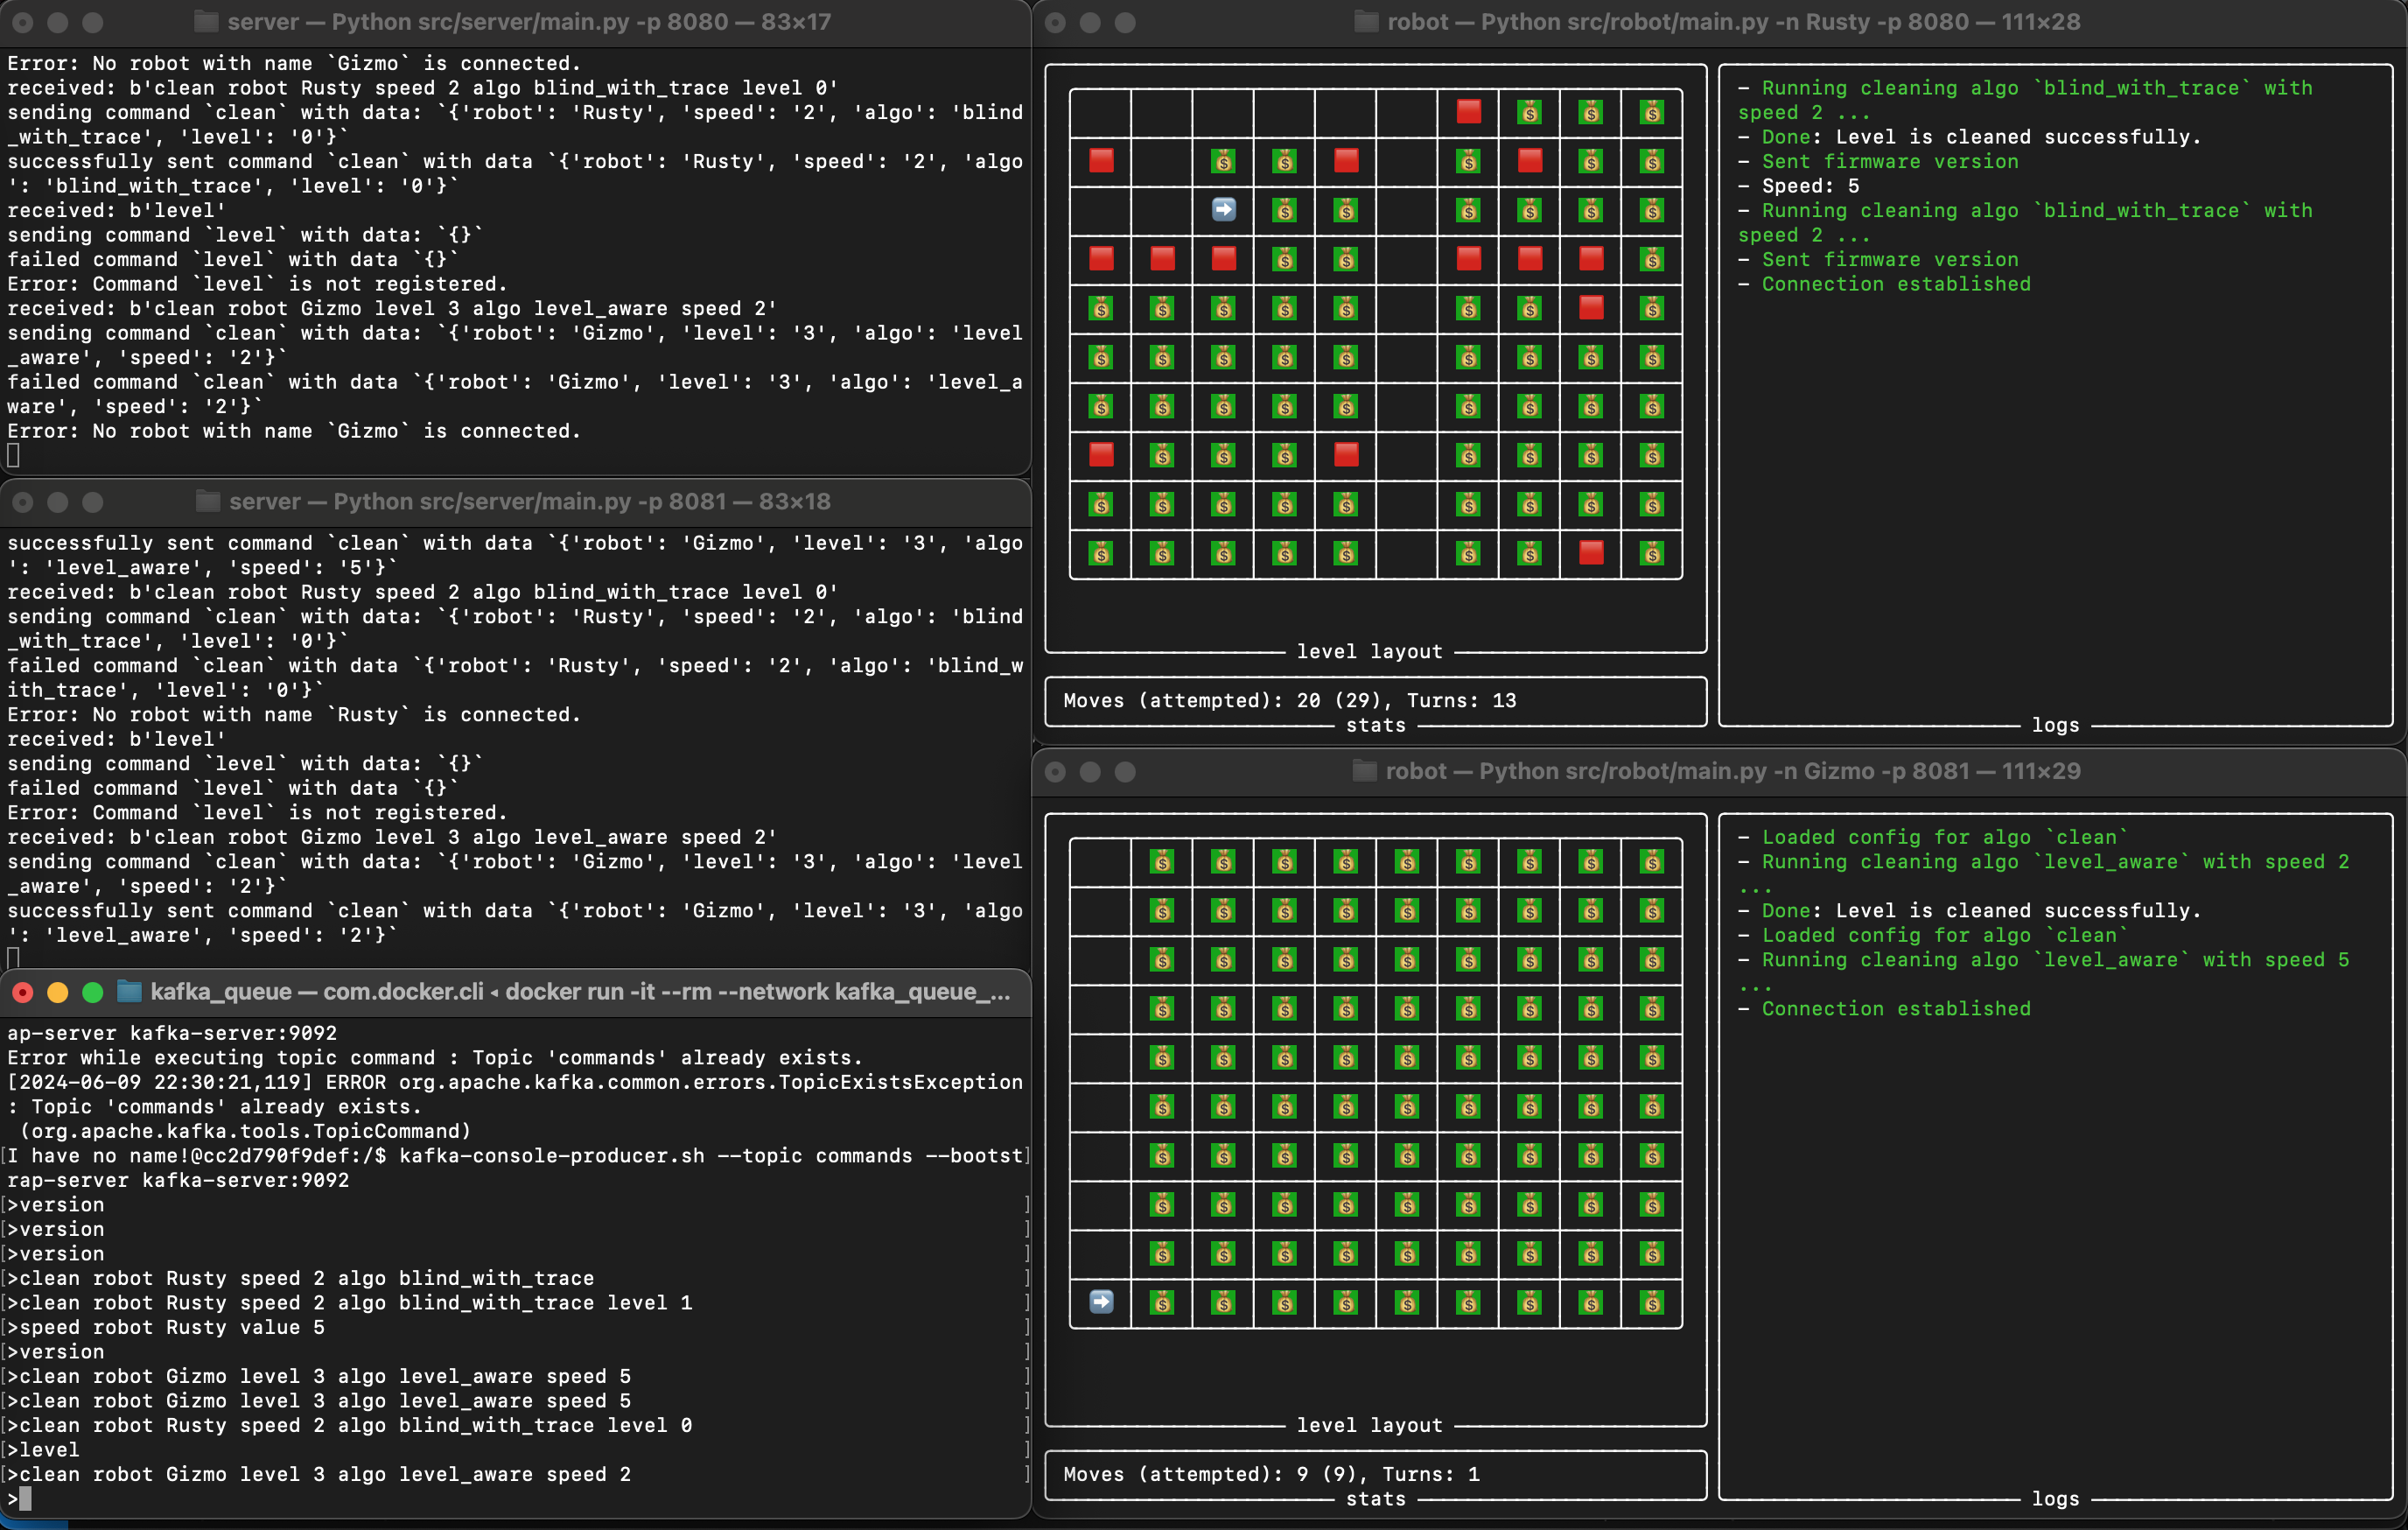 server — Python src/server/main.py -p 8080 — 83×17
Error: No robot with name `Gizmo` is connected.
received: b'clean robot Rusty speed 2 algo blind_with_trace level 0'
sending command `clean` with data: `{'robot': 'Rusty', 'speed': '2', 'algo': 'blind
_with_trace', 'level': '0'}`
successfully sent command `clean` with data `{'robot': 'Rusty', 'speed': '2', 'algo
': 'blind_with_trace', 'level': '0'}`
received: b'level'
sending command `level` with data: `{}`
failed command `level` with data `{}`
Error: Command `level` is not registered.
received: b'clean robot Gizmo level 3 algo level_aware speed 2'
sending command `clean` with data: `{'robot': 'Gizmo', 'level': '3', 'algo': 'level
_aware', 'speed': '2'}`
failed command `clean` with data `{'robot': 'Gizmo', 'level': '3', 'algo': 'level_a
ware', 'speed': '2'}`
Error: No robot with name `Gizmo` is connected.
server — Python src/server/main.py -p 8081 — 83×18
successfully sent command `clean` with data `{'robot': 'Gizmo', 'level': '3', 'algo
': 'level_aware', 'speed': '5'}`
received: b'clean robot Rusty speed 2 algo blind_with_trace level 0'
sending command `clean` with data: `{'robot': 'Rusty', 'speed': '2', 'algo': 'blind
_with_trace', 'level': '0'}`
failed command `clean` with data `{'robot': 'Rusty', 'speed': '2', 'algo': 'blind_w
ith_trace', 'level': '0'}`
Error: No robot with name `Rusty` is connected.
received: b'level'
sending command `level` with data: `{}`
failed command `level` with data `{}`
Error: Command `level` is not registered.
received: b'clean robot Gizmo level 3 algo level_aware speed 2'
sending command `clean` with data: `{'robot': 'Gizmo', 'level': '3', 'algo': 'level
_aware', 'speed': '2'}`
successfully sent command `clean` with data `{'robot': 'Gizmo', 'level': '3', 'algo
': 'level_aware', 'speed': '2'}`
kafka_queue — com.docker.cli ◂ docker run -it --rm --network kafka_queue_...
ap-server kafka-server:9092
Error while executing topic command : Topic 'commands' already exists.
[2024-06-09 22:30:21,119] ERROR org.apache.kafka.common.errors.TopicExistsException
: Topic 'commands' already exists.
(org.apache.kafka.tools.TopicCommand)
[I have no name!@cc2d790f9def:/$ kafka-console-producer.sh --topic commands --bootst]
rap-server kafka-server:9092
[>version ]
[>version ]
[>version ]
[>clean robot Rusty speed 2 algo blind_with_trace ]
[>clean robot Rusty speed 2 algo blind_with_trace level 1 ]
[>speed robot Rusty value 5 ]
[>version ]
[>clean robot Gizmo level 3 algo level_aware speed 5 ]
[>clean robot Gizmo level 3 algo level_aware speed 5 ]
[>clean robot Rusty speed 2 algo blind_with_trace level 0 ]
[>level ]
[>clean robot Gizmo level 3 algo level_aware speed 2 ]
>
robot — Python src/robot/main.py -n Rusty -p 8080 — 111×28
level layout
Moves (attempted): 20 (29), Turns: 13
stats
– Running cleaning algo `blind_with_trace` with
speed 2 ...
– Done: Level is cleaned successfully.
– Sent firmware version
– Speed: 5
– Running cleaning algo `blind_with_trace` with
speed 2 ...
– Sent firmware version
– Connection established
logs
robot — Python src/robot/main.py -n Gizmo -p 8081 — 111×29
level layout
Moves (attempted): 9 (9), Turns: 1
stats
– Loaded config for algo `clean`
– Running cleaning algo `level_aware` with speed 2
...
– Done: Level is cleaned successfully.
– Loaded config for algo `clean`
– Running cleaning algo `level_aware` with speed 5
...
– Connection established
logs